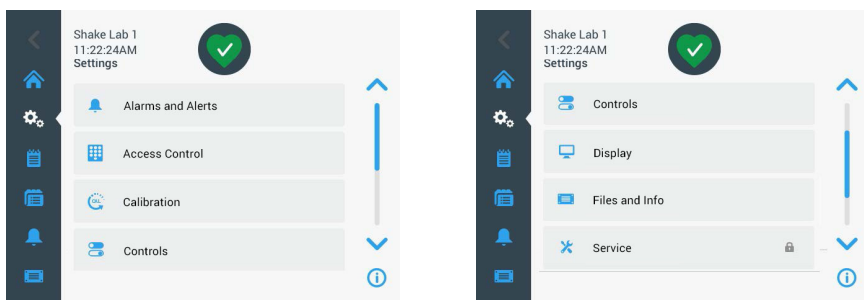 Shake Lab 1
11:22:24AM
Settings
Alarms and Alerts
Access Control
CAL
Calibration
Controls
Shake Lab 1
11:22:24AM
Settings
Controls
Display
Files and Info
Service